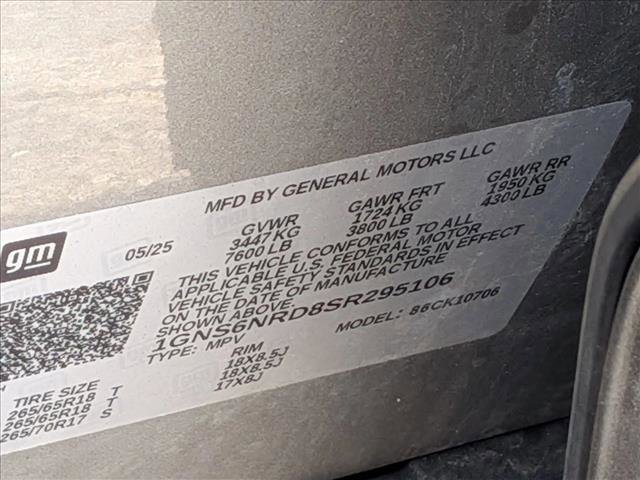 MFD BY GENERAL MOTORS LLC
gm
05/25
GVWR GAWR FRT GAWR RR
3447 KG 1724 KG 1950 KG
7600 LB 3800 LB 4300 LB
THIS VEHICLE CONFORMS TO ALL
APPLICABLE U.S. FEDERAL MOTOR
VEHICLE SAFETY STANDARDS IN EFFECT
ON THE DATE OF MANUFACTURE
SHOWN ABOVE.
1GNS6NRD8SR295106
TYPE: MPV MODEL: 86CK10706
TIRE SIZE RIM
265/65R18 T 18X8.5J
265/65R18 T 18X8.5J
265/70R17 S 17X8J